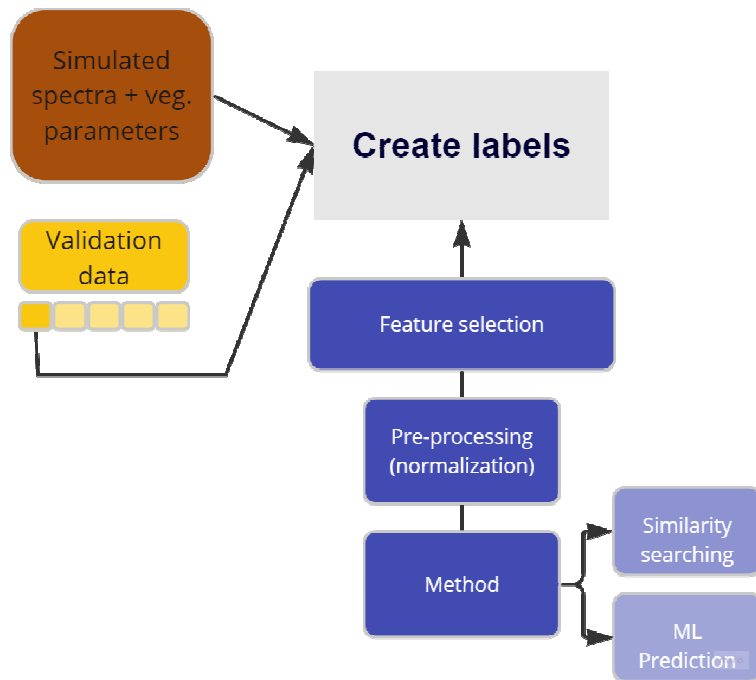 Simulated
spectra + veg.
parameters
Create labels
Validation
data
Feature selection
Pre-processing
(normalization)
Method
Similarity
searching
ML
Prediction